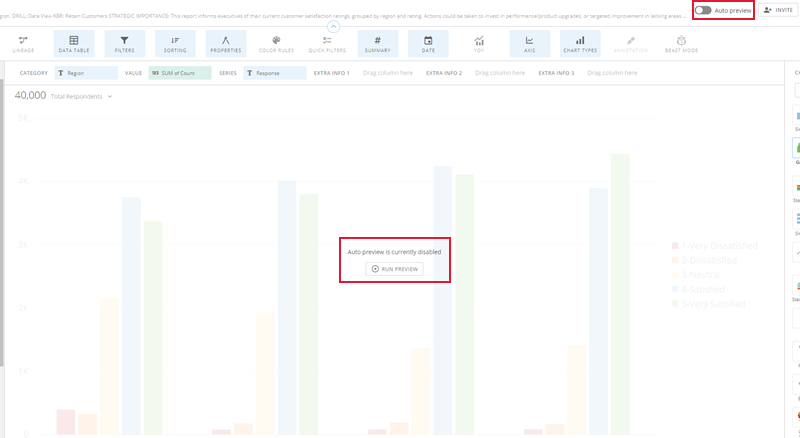 Auto preview
INVITE
o. DRILL: Data View KBR: Retain Customers STRATEGIC IMPORTANCE: This report informs executives of their current customer satisfaction ratings, grouped by region and rating. Actions could be taken to invest in performance/product upgrades, or targeted improvement in lacking areas ...
LINEAGE DATA TABLE FILTERS SORTING PROPERTIES COLOR RULES QUICK FILTERS SUMMARY DATE YOY AXIS CHART TYPES ANNOTATION BEAST MODE
CATEGORY T Region VALUE 123 SUM of Count SERIES T Response EXTRA INFO 1 Drag column here EXTRA INFO 2 Drag column here EXTRA INFO 3 Drag column here
40,000 Total Respondents
5K
4K
3K
2K
1K
0
Auto preview is currently disabled
RUN PREVIEW
1-Very Dissatisfied
2-Dissatisfied
3-Neutral
4-Satisfied
5-Very Satisfied